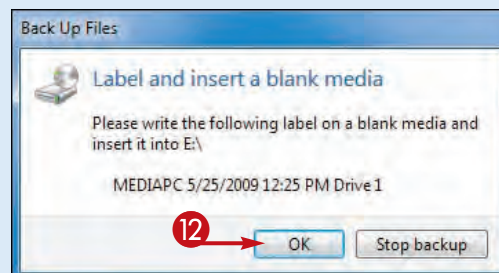 Back Up Files
Label and insert a blank media
Please write the following label on a blank media and
insert it into E:\
MEDIAPC 5/25/2009 12:25 PM Drive 1
12
OK Stop backup